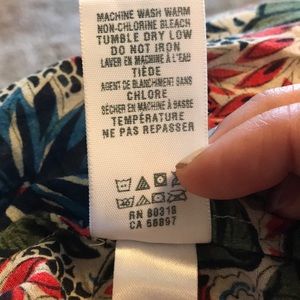 MACHINE WASH WARM
NON-CHLORINE BLEACH
TUMBLE DRY LOW
DO NOT IRON
LAVER EN MACHINE À L'EAU
TIÈDE
AGENT DE BLANCHIMENT SANS
CHLORE
SÉCHER EN MACHINE À BASSE
TEMPÉRATURE
NE PAS REPASSER
RN 80318
CA 56897